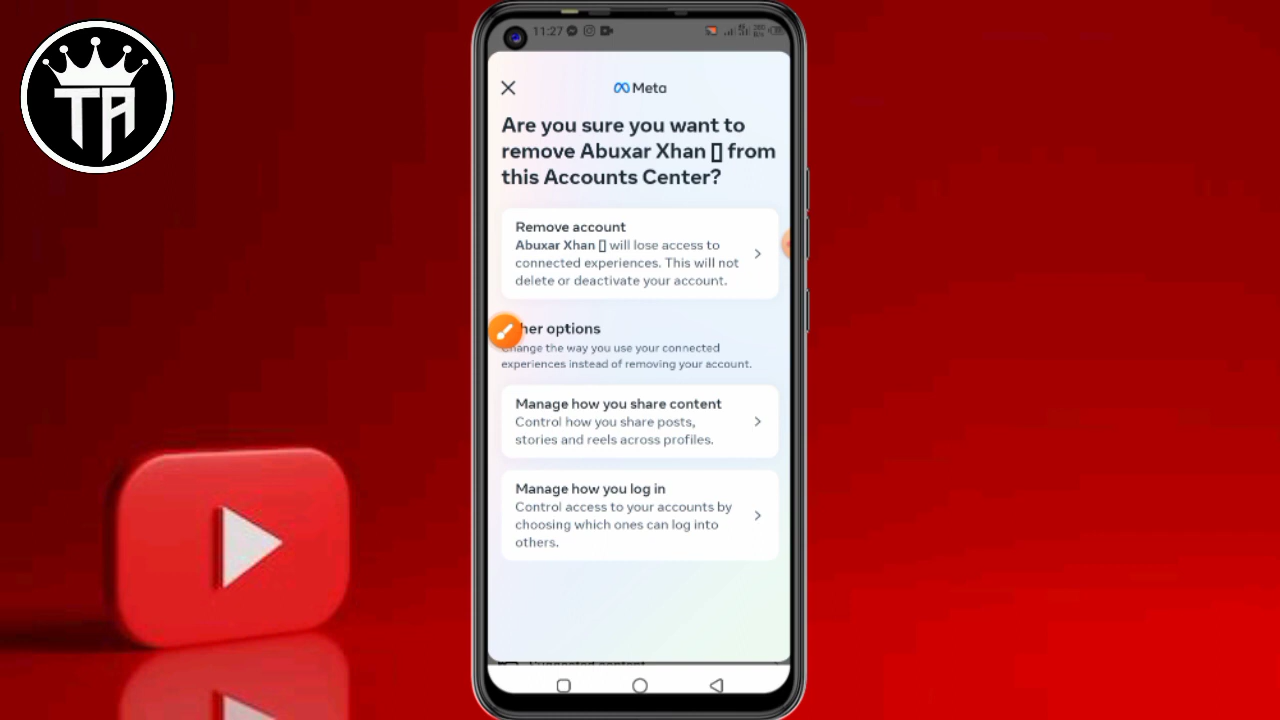 TA
11:27
Meta
Are you sure you want to
remove Abuxar Xhan [] from
this Accounts Center?
Remove account
Abuxar Xhan [] will lose access to
connected experiences. This will not
delete or deactivate your account.
her options
Change the way you use your connected
experiences instead of removing your account.
Manage how you share content
Control how you share posts,
stories and reels across profiles.
Manage how you log in
Control access to your accounts by
choosing which ones can log into
others.